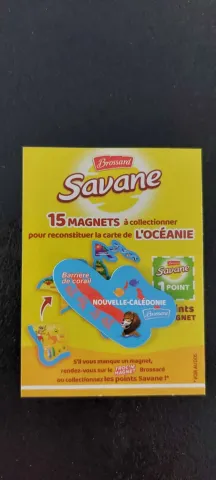 Brossard
Savane
15 MAGNETS à collectionner
pour reconstituer la carte de L'OCÉANIE
Barrière
de corail
Savane
1 POINT
NOUVELLE-CALÉDONIE
Brossard
S'il vous manque un magnet,
rendez-vous sur le Brossard
ou collectionnez les points Savane !*